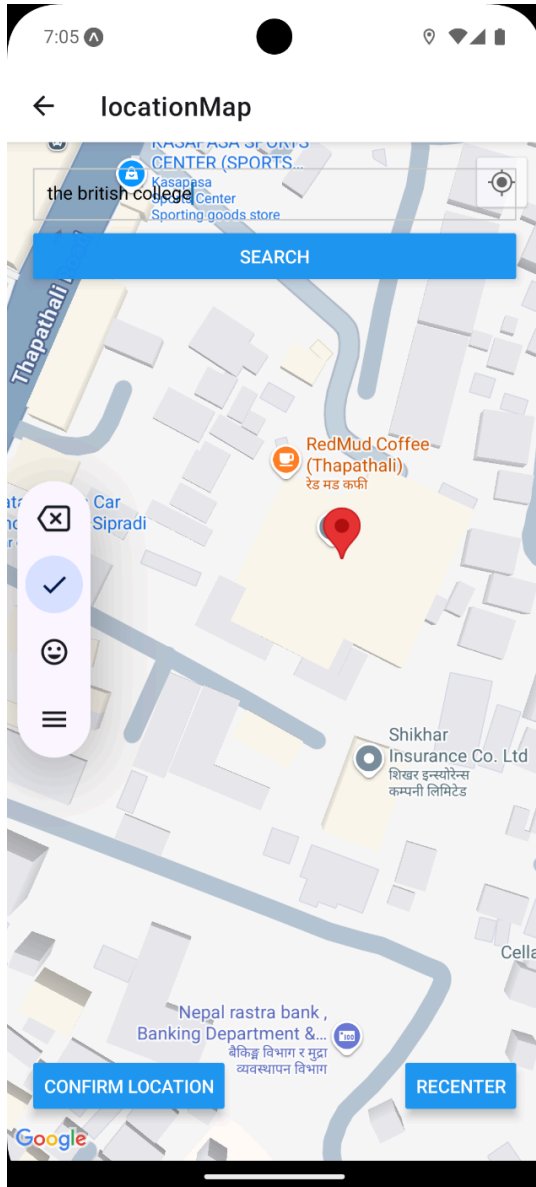 7:05
locationMap
KASAPASA SPORTS
CENTER (SPORTS...
Kasapasa
Sports Center
Sporting goods store
the british college
SEARCH
Thapathali
RedMud Coffee
(Thapathali)
रेड मड कफी
Car
Sipradi
Shikhar
Insurance Co. Ltd
शिखर इन्स्योरेन्स
कम्पनी लिमिटेड
Cella
Nepal rastra bank ,
Banking Department &...
बैकिङ्ग विभाग र मुद्रा
व्यवस्थापन विभाग
CONFIRM LOCATION
RECENTER
Google